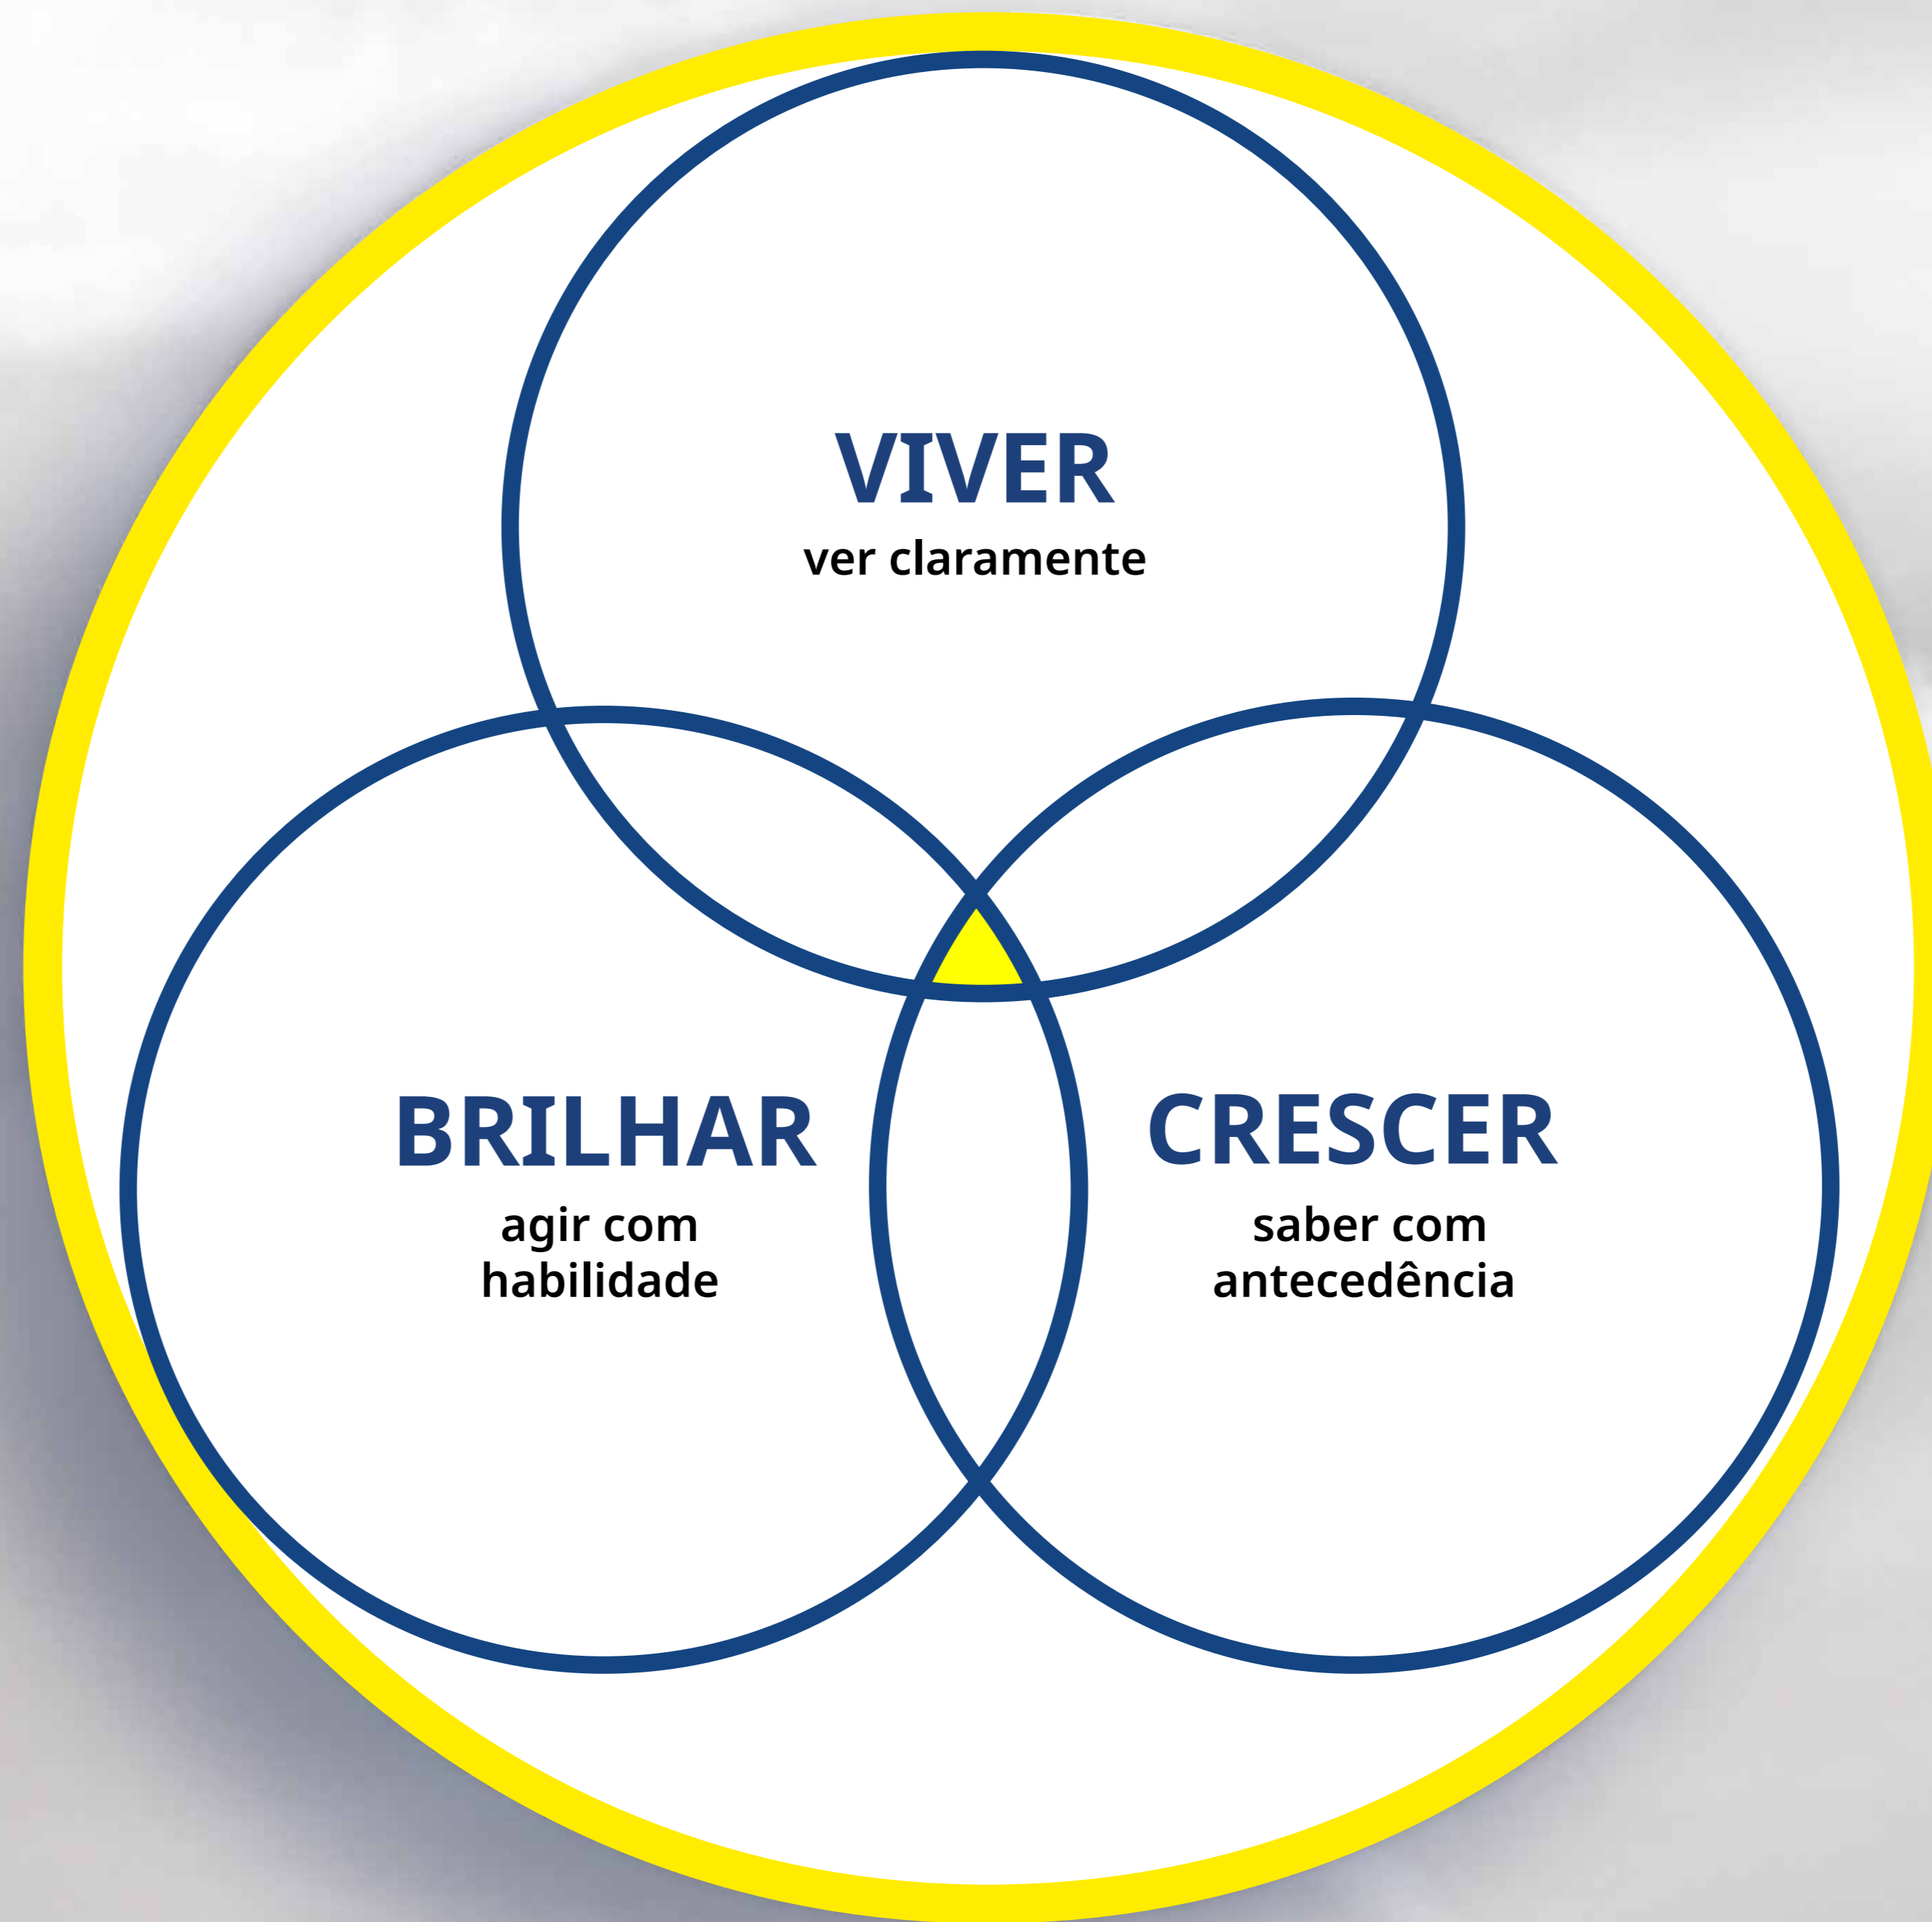 VIVER
ver claramente
BRILHAR
agir com
habilidade
CRESCER
saber com
antecedência